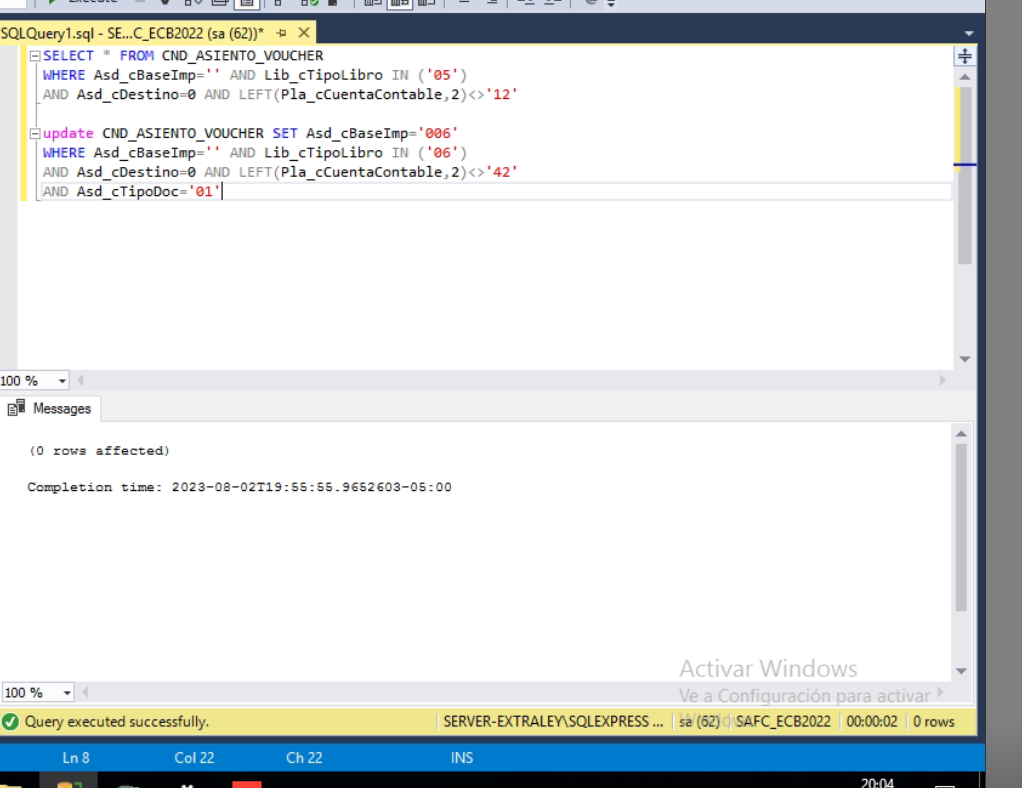 Execute
SQLQuery1.sql - SE...C_ECB2022 (sa (62))*
SELECT * FROM CND_ASIENTO_VOUCHER
WHERE Asd_cBaseImp='' AND Lib_cTipoLibro IN ('05')
AND Asd_cDestino=0 AND LEFT(Pla_cCuentaContable,2)<>'12'
update CND_ASIENTO_VOUCHER SET Asd_cBaseImp='006'
WHERE Asd_cBaseImp='' AND Lib_cTipoLibro IN ('06')
AND Asd_cDestino=0 AND LEFT(Pla_cCuentaContable,2)<>'42'
AND Asd_cTipoDoc='01'
100 %
Messages
(0 rows affected)
Completion time: 2023-08-02T19:55:55.9652603-05:00
Activar Windows
100 % Ve a Configuración para activar
Windows
Query executed successfully. SERVER-EXTRALEY\SQLEXPRESS ... sa (62) SAFC_ECB2022 00:00:02 0 rows
Ln 8 Col 22 Ch 22 INS
20:04